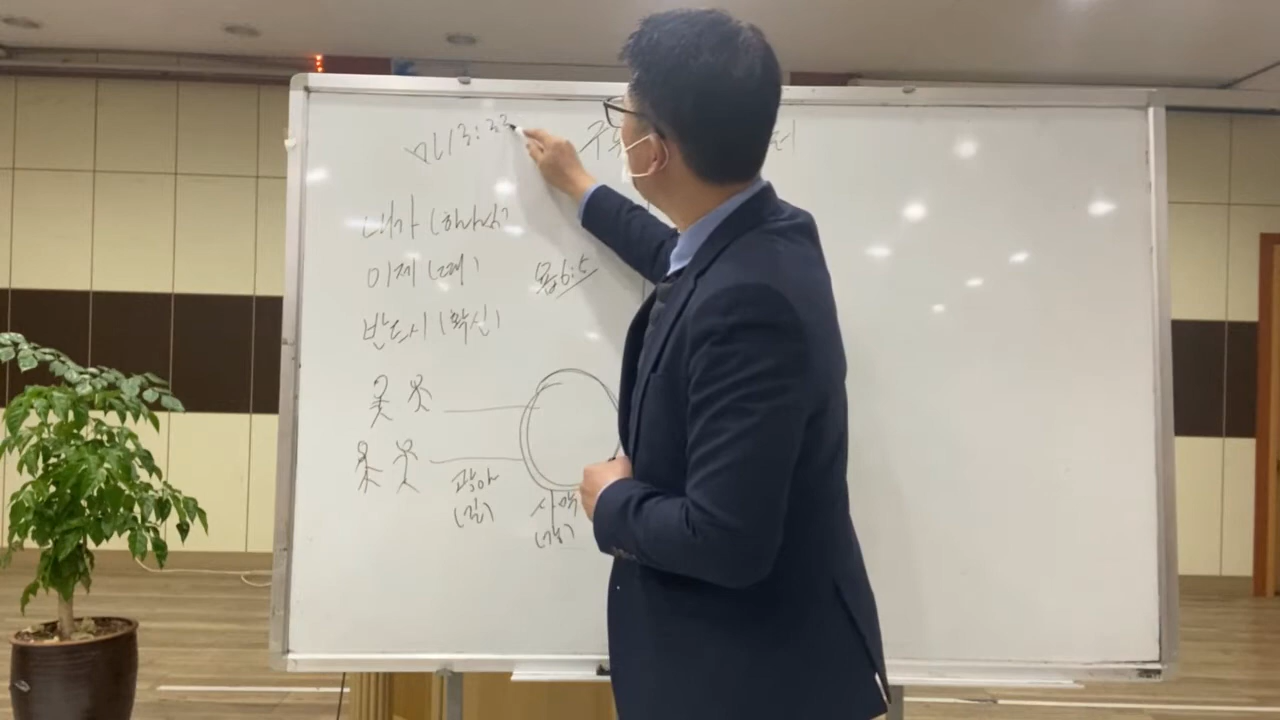 마13:33
내가 (하나님)
이제 (때)
반드시 (확신)
욥6:5
광야
(길)
사막
(강)